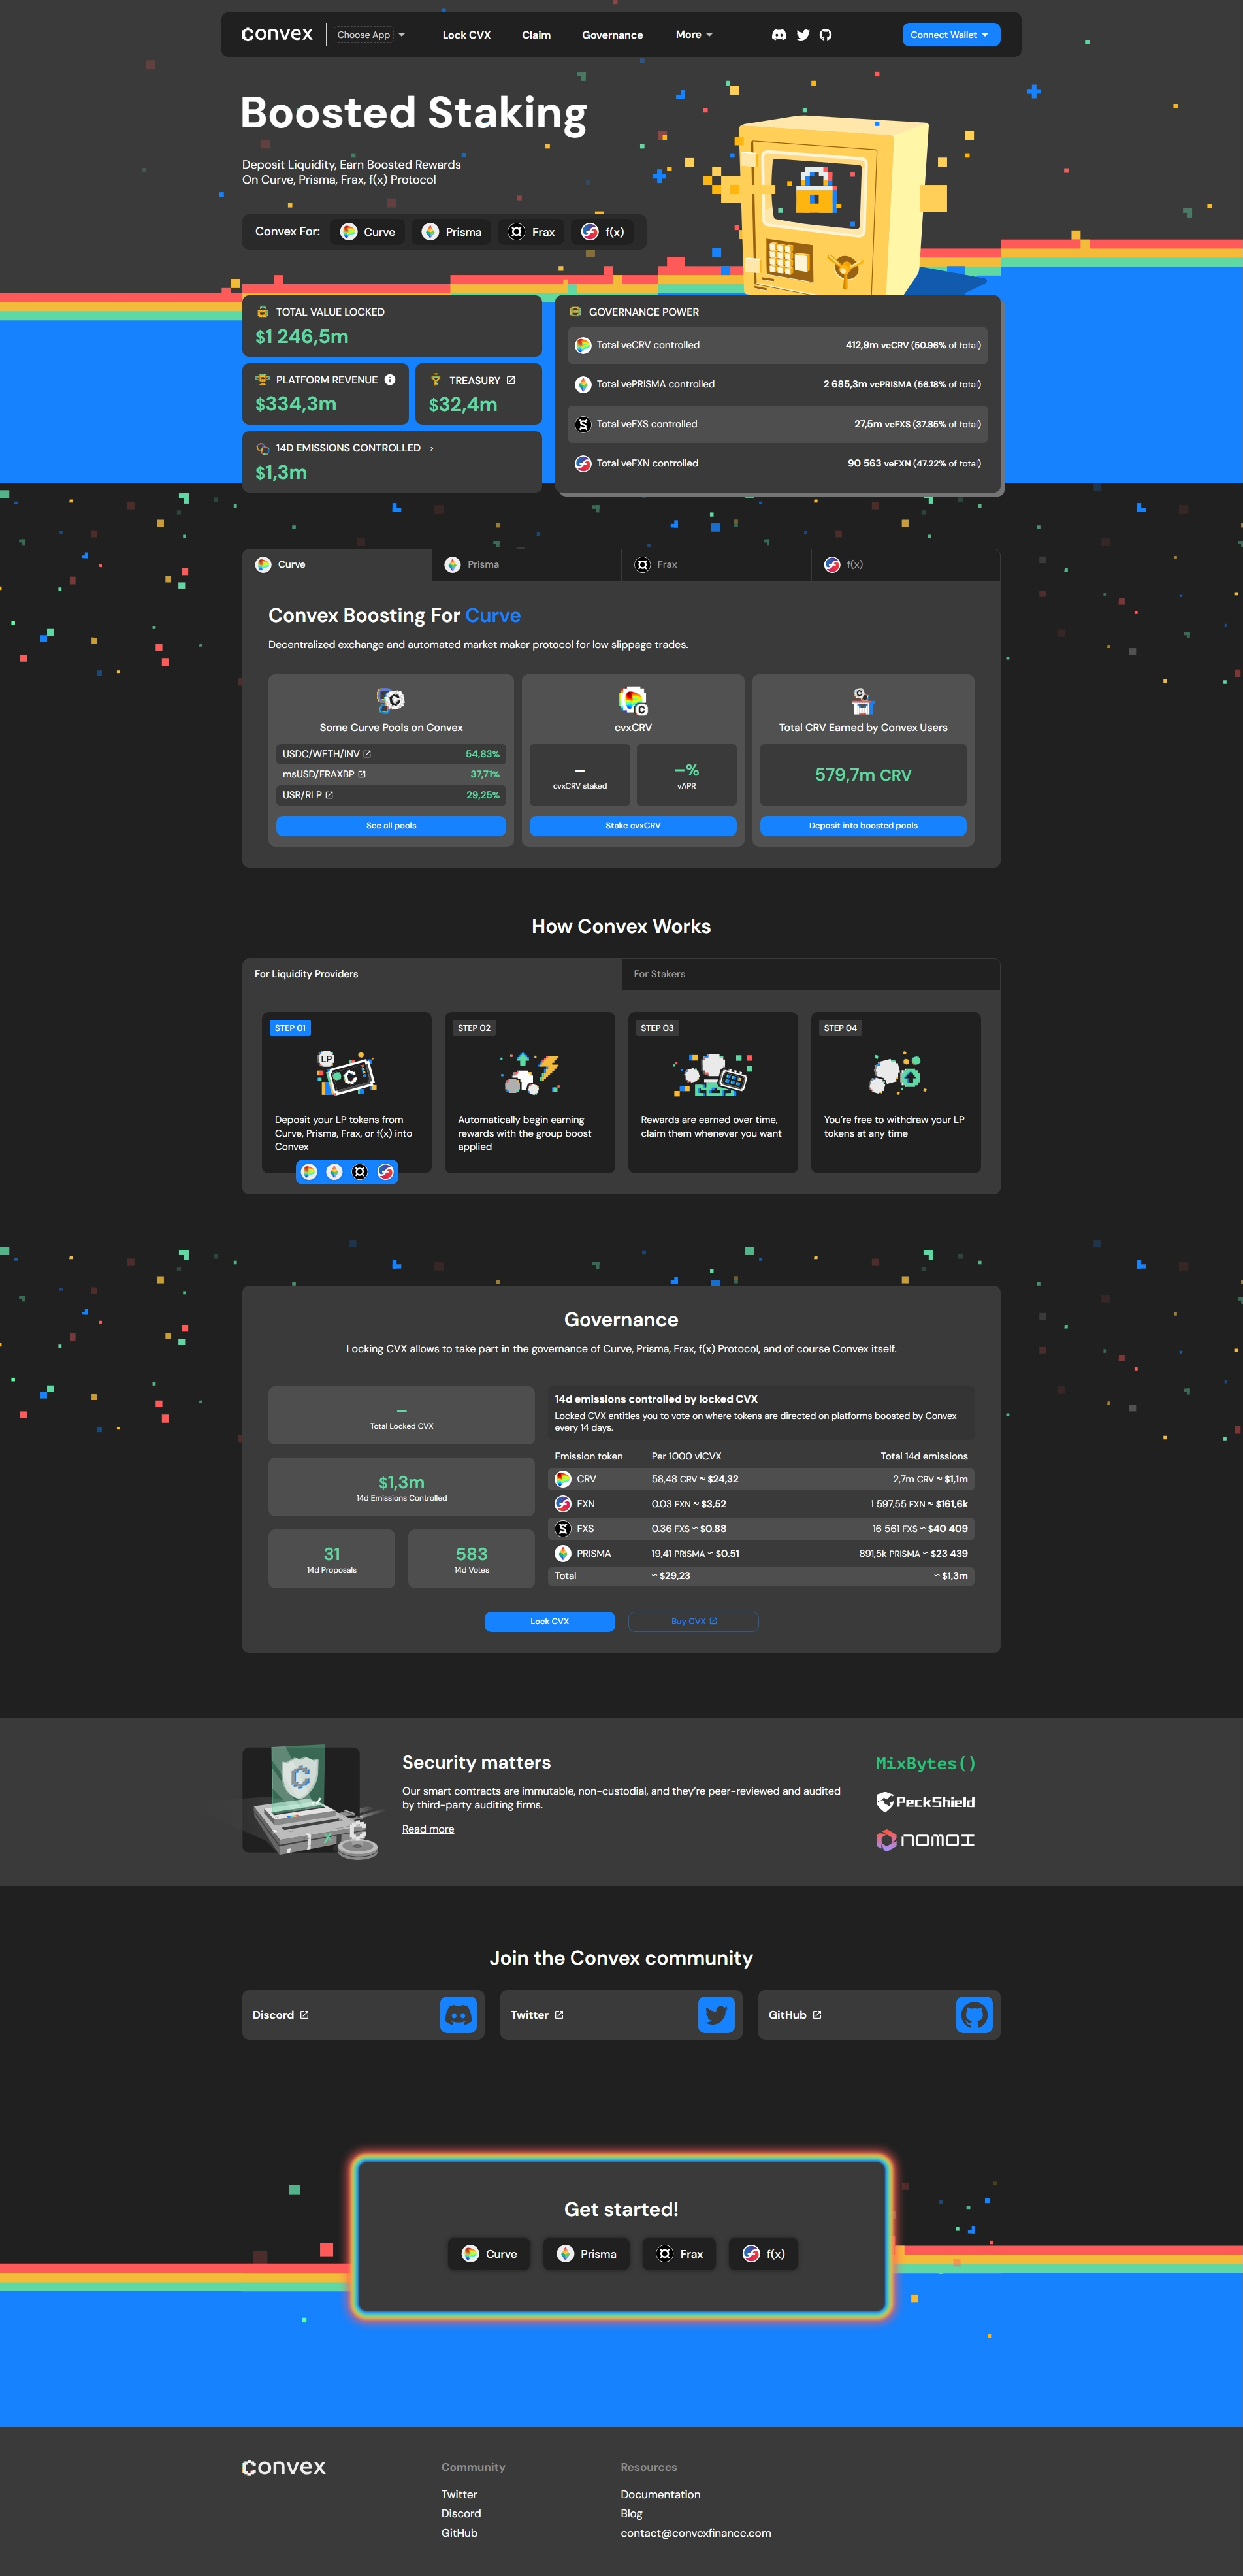 Convex
Choose App
Lock CVX
Claim
Governance
More
Connect Wallet
Boosted Staking
Deposit Liquidity, Earn Boosted Rewards
On Curve, Prisma, Frax, f(x) Protocol
Convex For:
Curve
Prisma
Frax
f(x)
TOTAL VALUE LOCKED
$1 246,5m
PLATFORM REVENUE
$334,3m
TREASURY
$32,4m
14D EMISSIONS CONTROLLED →
$1,3m
GOVERNANCE POWER
Total veCRV controlled 412,9m veCRV (50.96% of total)
Total vePRISMA controlled 2 685,3m vePRISMA (56.18% of total)
Total veFXS controlled 27,5m veFXS (37.85% of total)
Total veFXN controlled 90 563 veFXN (47.22% of total)
Curve
Prisma
Frax
f(x)
Convex Boosting For Curve
Decentralized exchange and automated market maker protocol for low slippage trades.
Some Curve Pools on Convex
USDC/WETH/INV 54,83%
msUSD/FRAXBP 37,71%
USR/RLP 29,25%
See all pools
cvxCRV
–
cvxCRV staked
–%
vAPR
Stake cvxCRV
Total CRV Earned by Convex Users
579,7m CRV
Deposit into boosted pools
How Convex Works
For Liquidity Providers
For Stakers
STEP 01
LP
Deposit your LP tokens from
Curve, Prisma, Frax, or f(x) into
Convex
STEP 02
Automatically begin earning
rewards with the group boost
applied
STEP 03
Rewards are earned over time,
claim them whenever you want
STEP 04
You're free to withdraw your LP
tokens at any time
Governance
Locking CVX allows to take part in the governance of Curve, Prisma, Frax, f(x) Protocol, and of course Convex itself.
–
Total Locked CVX
$1,3m
14d Emissions Controlled
31
14d Proposals
583
14d Votes
14d emissions controlled by locked CVX
Locked CVX entitles you to vote on where tokens are directed on platforms boosted by Convex
every 14 days.
Emission token Per 1000 vlCVX Total 14d emissions
CRV 58,48 CRV ≈ $24,32 2,7m CRV ≈ $1,1m
FXN 0.03 FXN ≈ $3,52 1 597,55 FXN ≈ $161,6k
FXS 0.36 FXS ≈ $0.88 16 561 FXS ≈ $40 409
PRISMA 19,41 PRISMA ≈ $0.51 891,5k PRISMA ≈ $23 439
Total ≈ $29,23 ≈ $1,3m
Lock CVX
Buy CVX
Security matters
Our smart contracts are immutable, non-custodial, and they're peer-reviewed and audited
by third-party auditing firms.
Read more
MixBytes()
PeckShield
nomoi
Join the Convex community
Discord
Twitter
GitHub
Get started!
Curve
Prisma
Frax
f(x)
Convex
Community
Twitter
Discord
GitHub
Resources
Documentation
Blog
contact@convexfinance.com